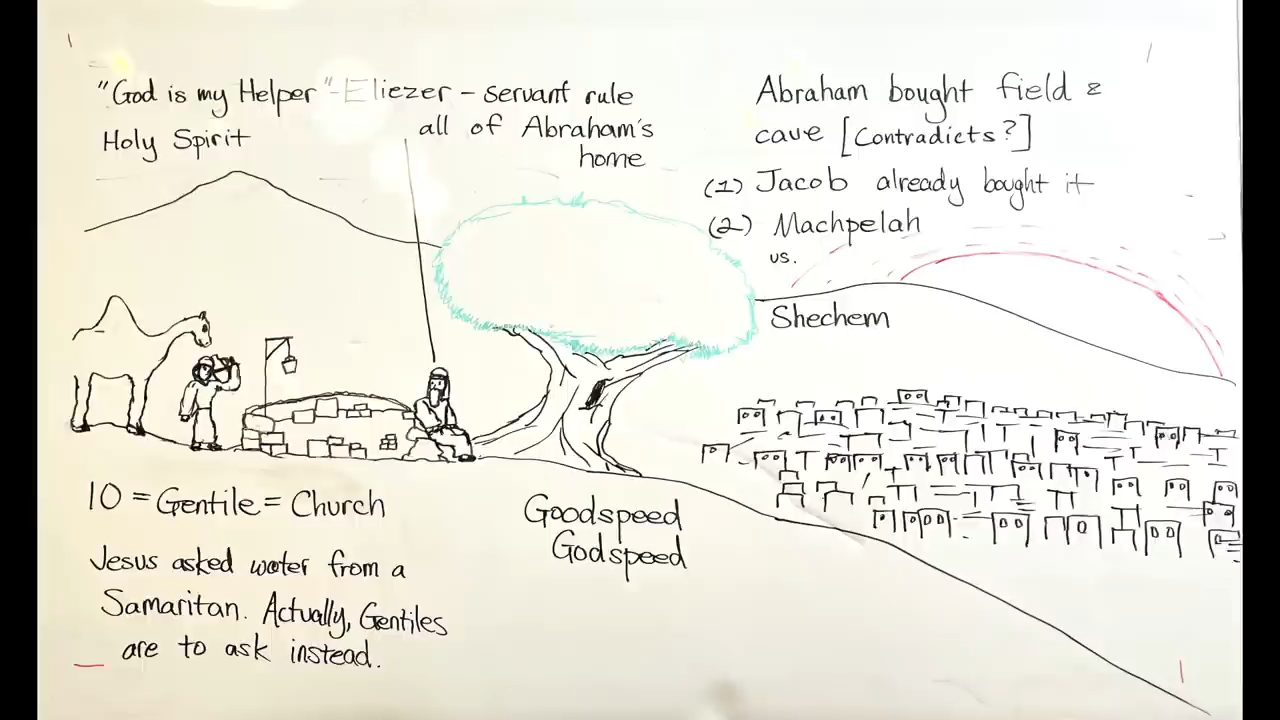 "God is my Helper" - Eliezer - servant rule
Holy Spirit
all of Abraham's
home
Abraham bought field &
cave [Contradicts?]
(1) Jacob already bought it
(2) Machpelah
vs.
Shechem
10 = Gentile = Church
Jesus asked water from a
Samaritan. Actually, Gentiles
are to ask instead.
Goodspeed
Godspeed